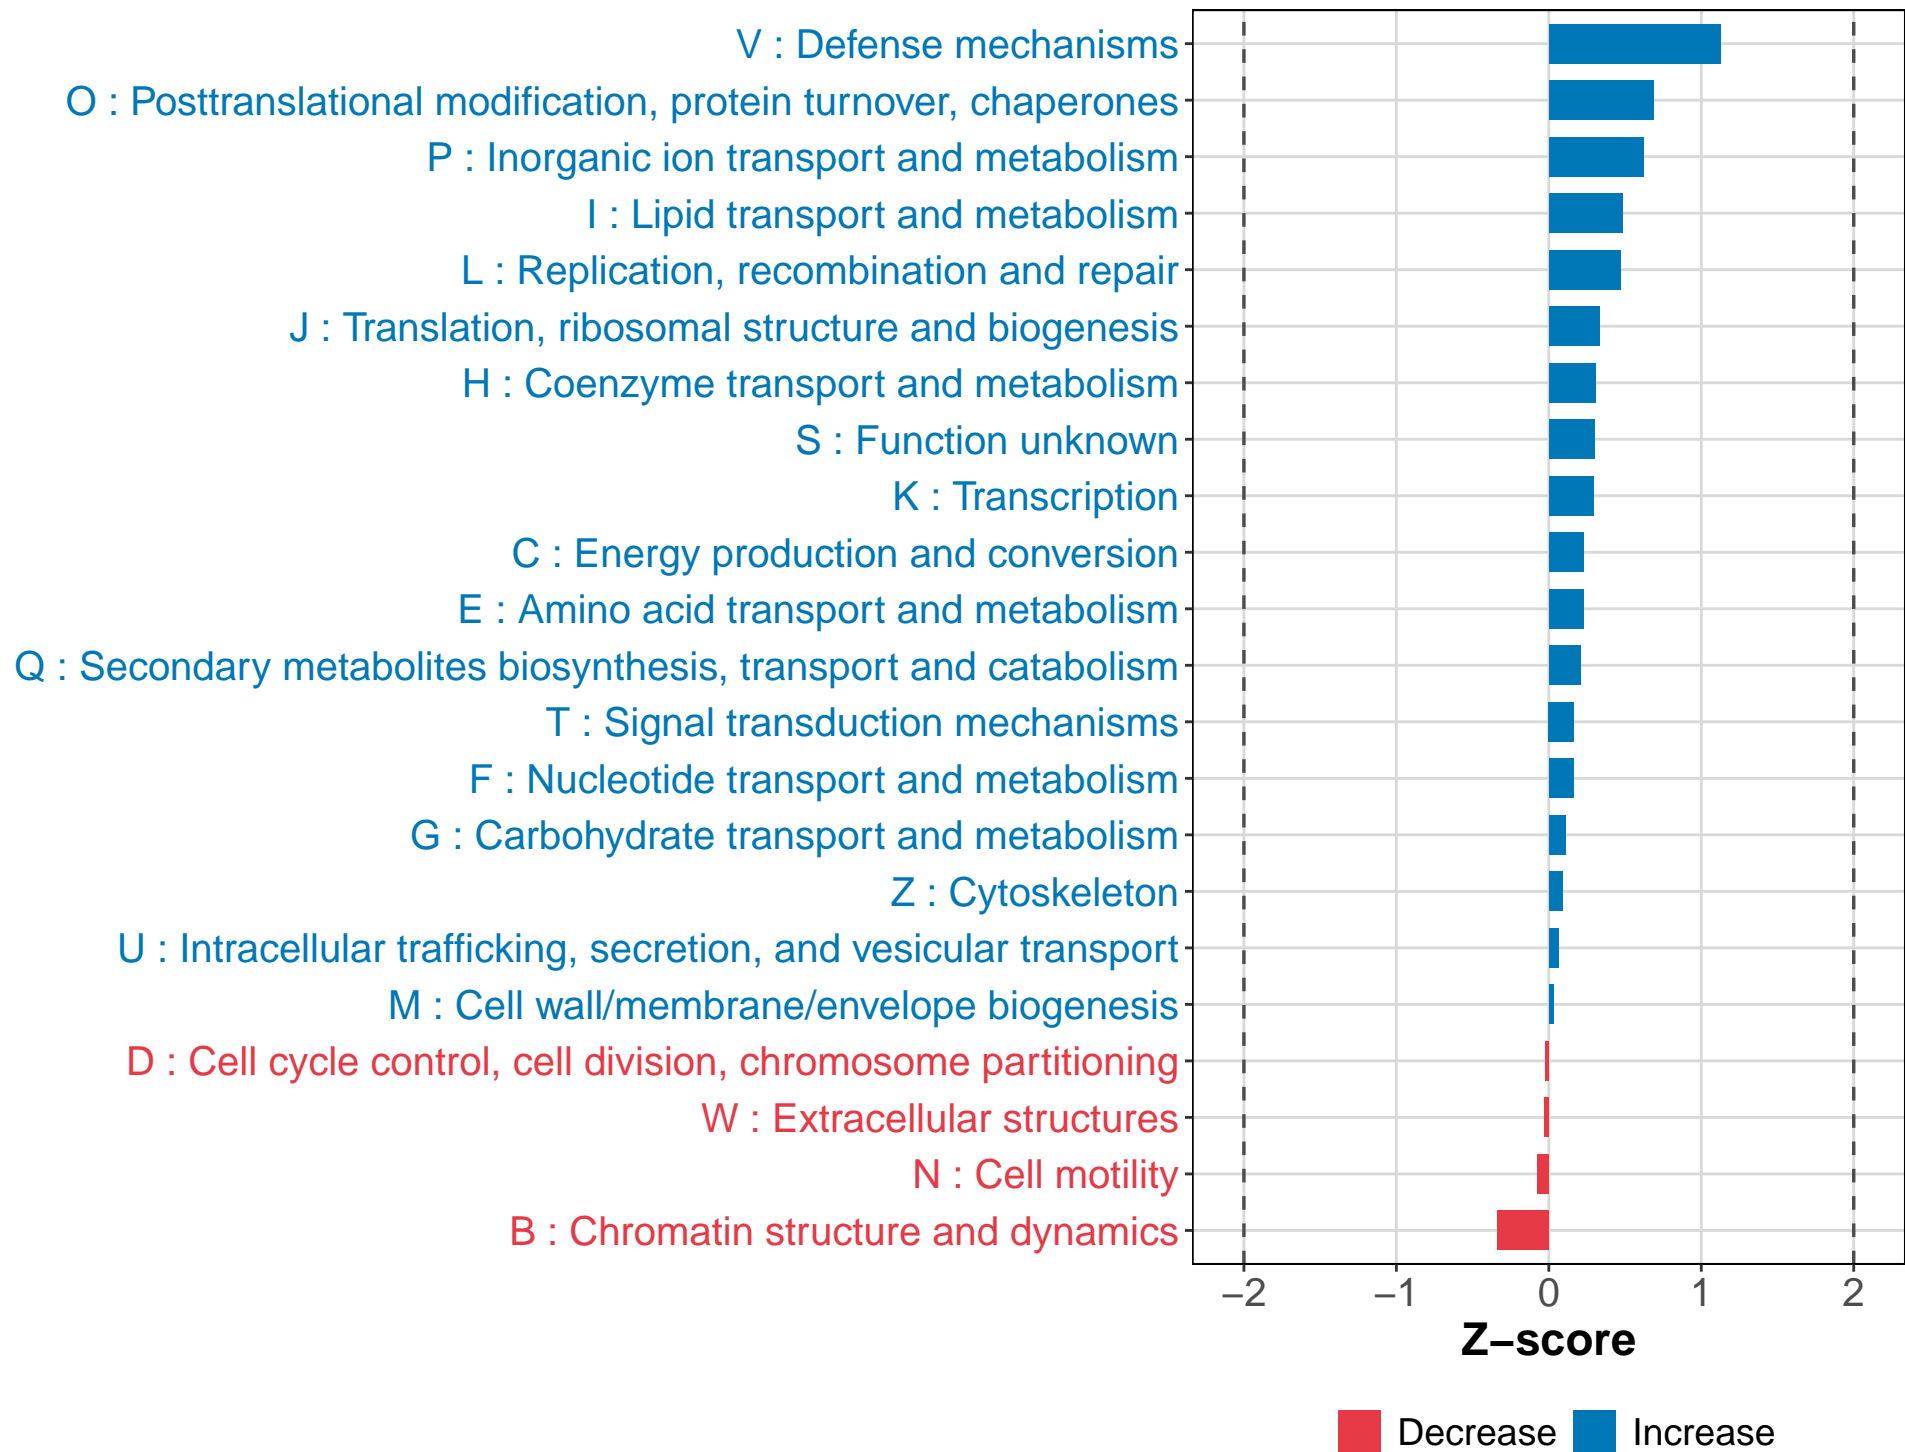 V : Defense mechanisms
O : Posttranslational modification, protein turnover, chaperones
P : Inorganic ion transport and metabolism
I : Lipid transport and metabolism
L : Replication, recombination and repair
J : Translation, ribosomal structure and biogenesis
H : Coenzyme transport and metabolism
S : Function unknown
K : Transcription
C : Energy production and conversion
E : Amino acid transport and metabolism
Q : Secondary metabolites biosynthesis, transport and catabolism
T : Signal transduction mechanisms
F : Nucleotide transport and metabolism
G : Carbohydrate transport and metabolism
Z : Cytoskeleton
U : Intracellular trafficking, secretion, and vesicular transport
M : Cell wall/membrane/envelope biogenesis
D : Cell cycle control, cell division, chromosome partitioning
W : Extracellular structures
N : Cell motility
B : Chromatin structure and dynamics
−2 −1 0 1 2
Z−score
Decrease Increase